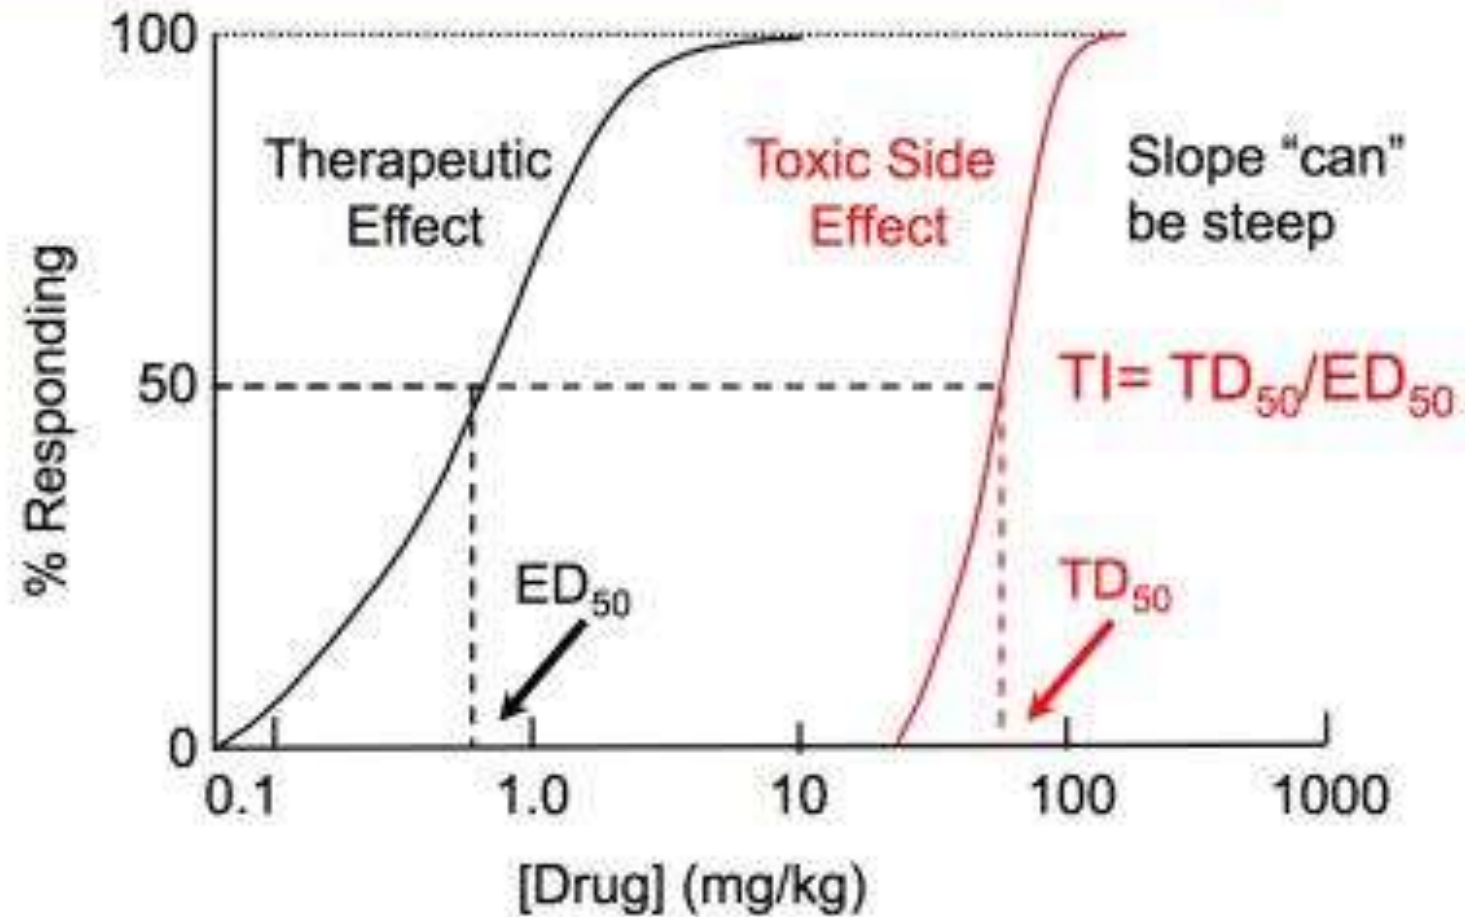 100
Therapeutic
Effect
Toxic Side
Effect
Slope “can”
be steep
% Responding
50
TI= TD₅₀/ED₅₀
ED₅₀
TD₅₀
0
0.1
1.0
10
100
1000
[Drug] (mg/kg)